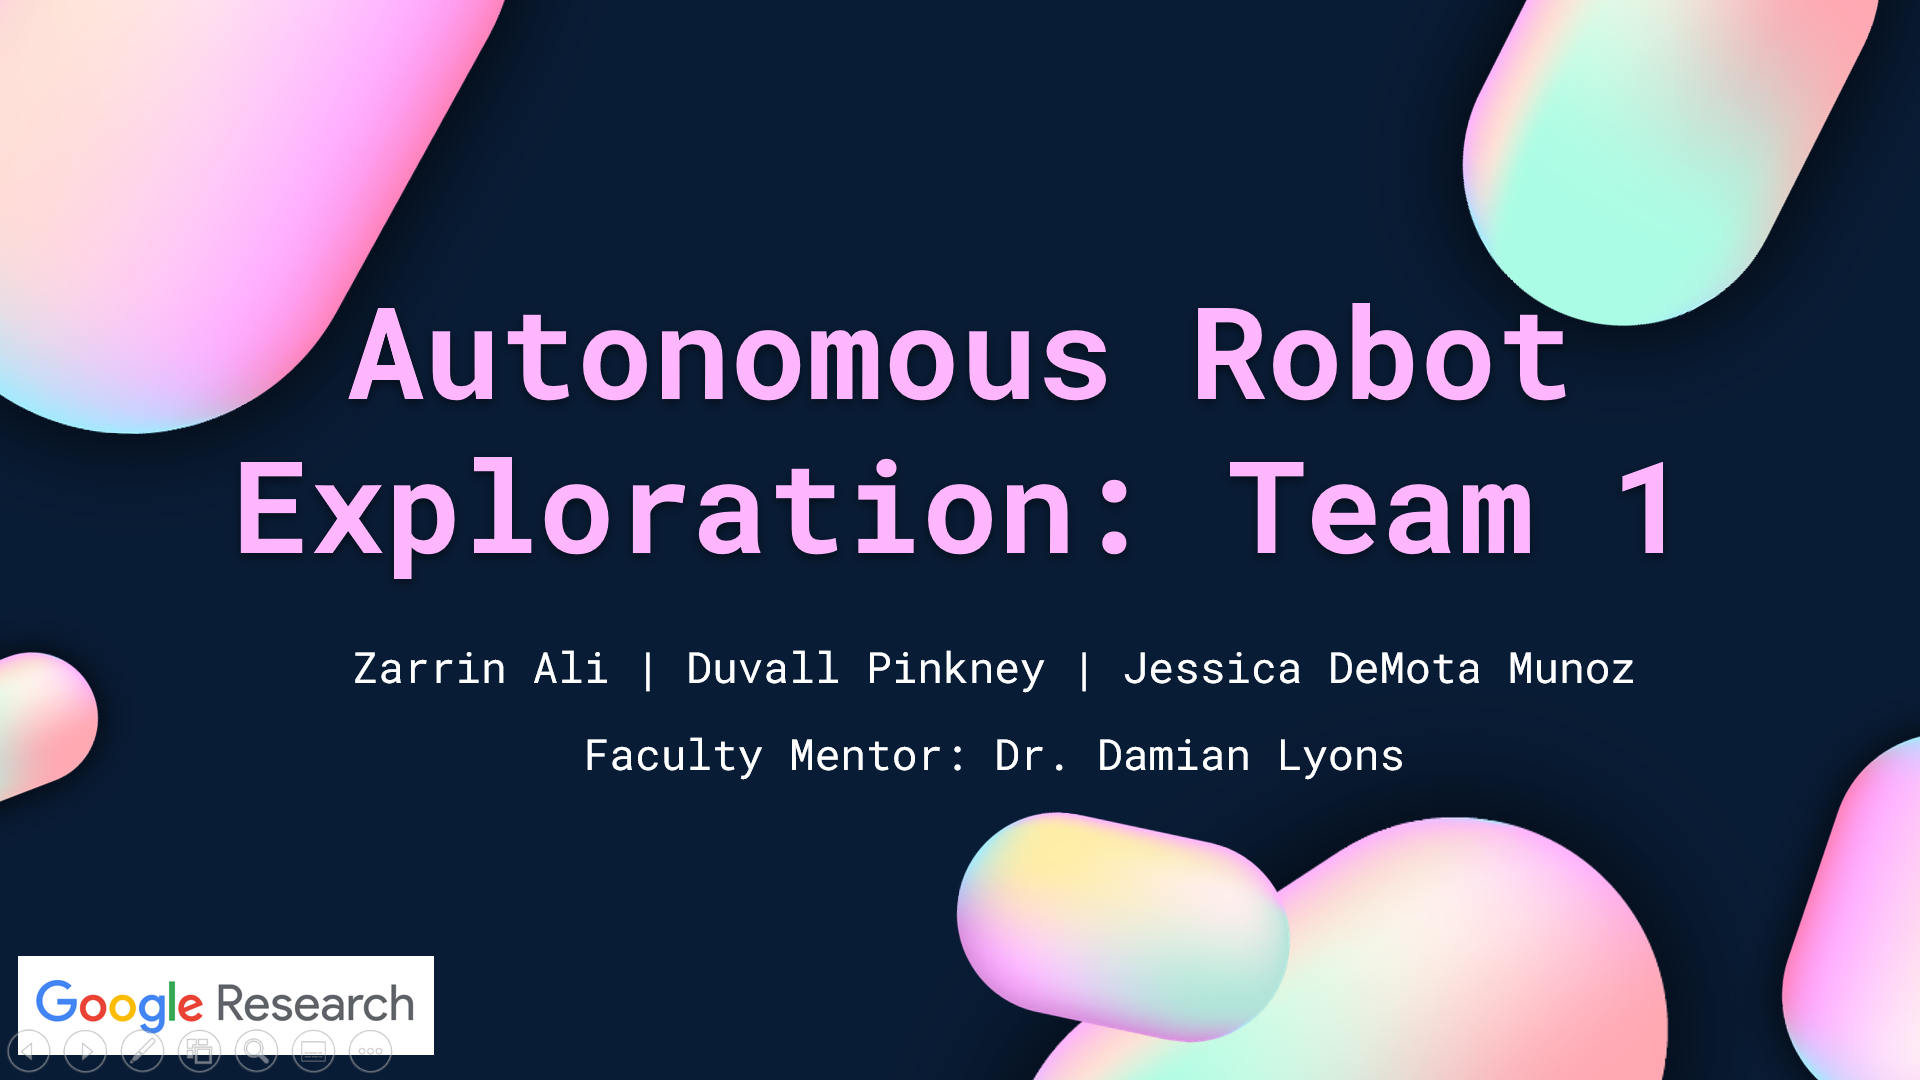 Autonomous Robot
Exploration: Team 1
Zarrin Ali | Duvall Pinkney | Jessica DeMota Munoz
Faculty Mentor: Dr. Damian Lyons
Google Research